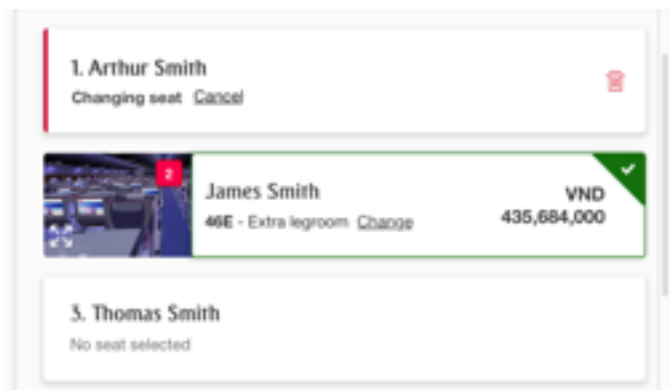 1. Arthur Smith
Changing seat Cancel
2
James Smith
46E - Extra legroom Change
VND
435,684,000
3. Thomas Smith
No seat selected